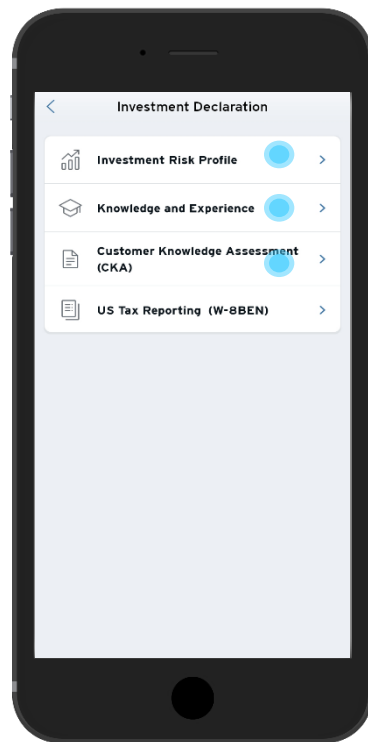 Investment Declaration
Investment Risk Profile
Knowledge and Experience
Customer Knowledge Assessment
(CKA)
US Tax Reporting (W-8BEN)